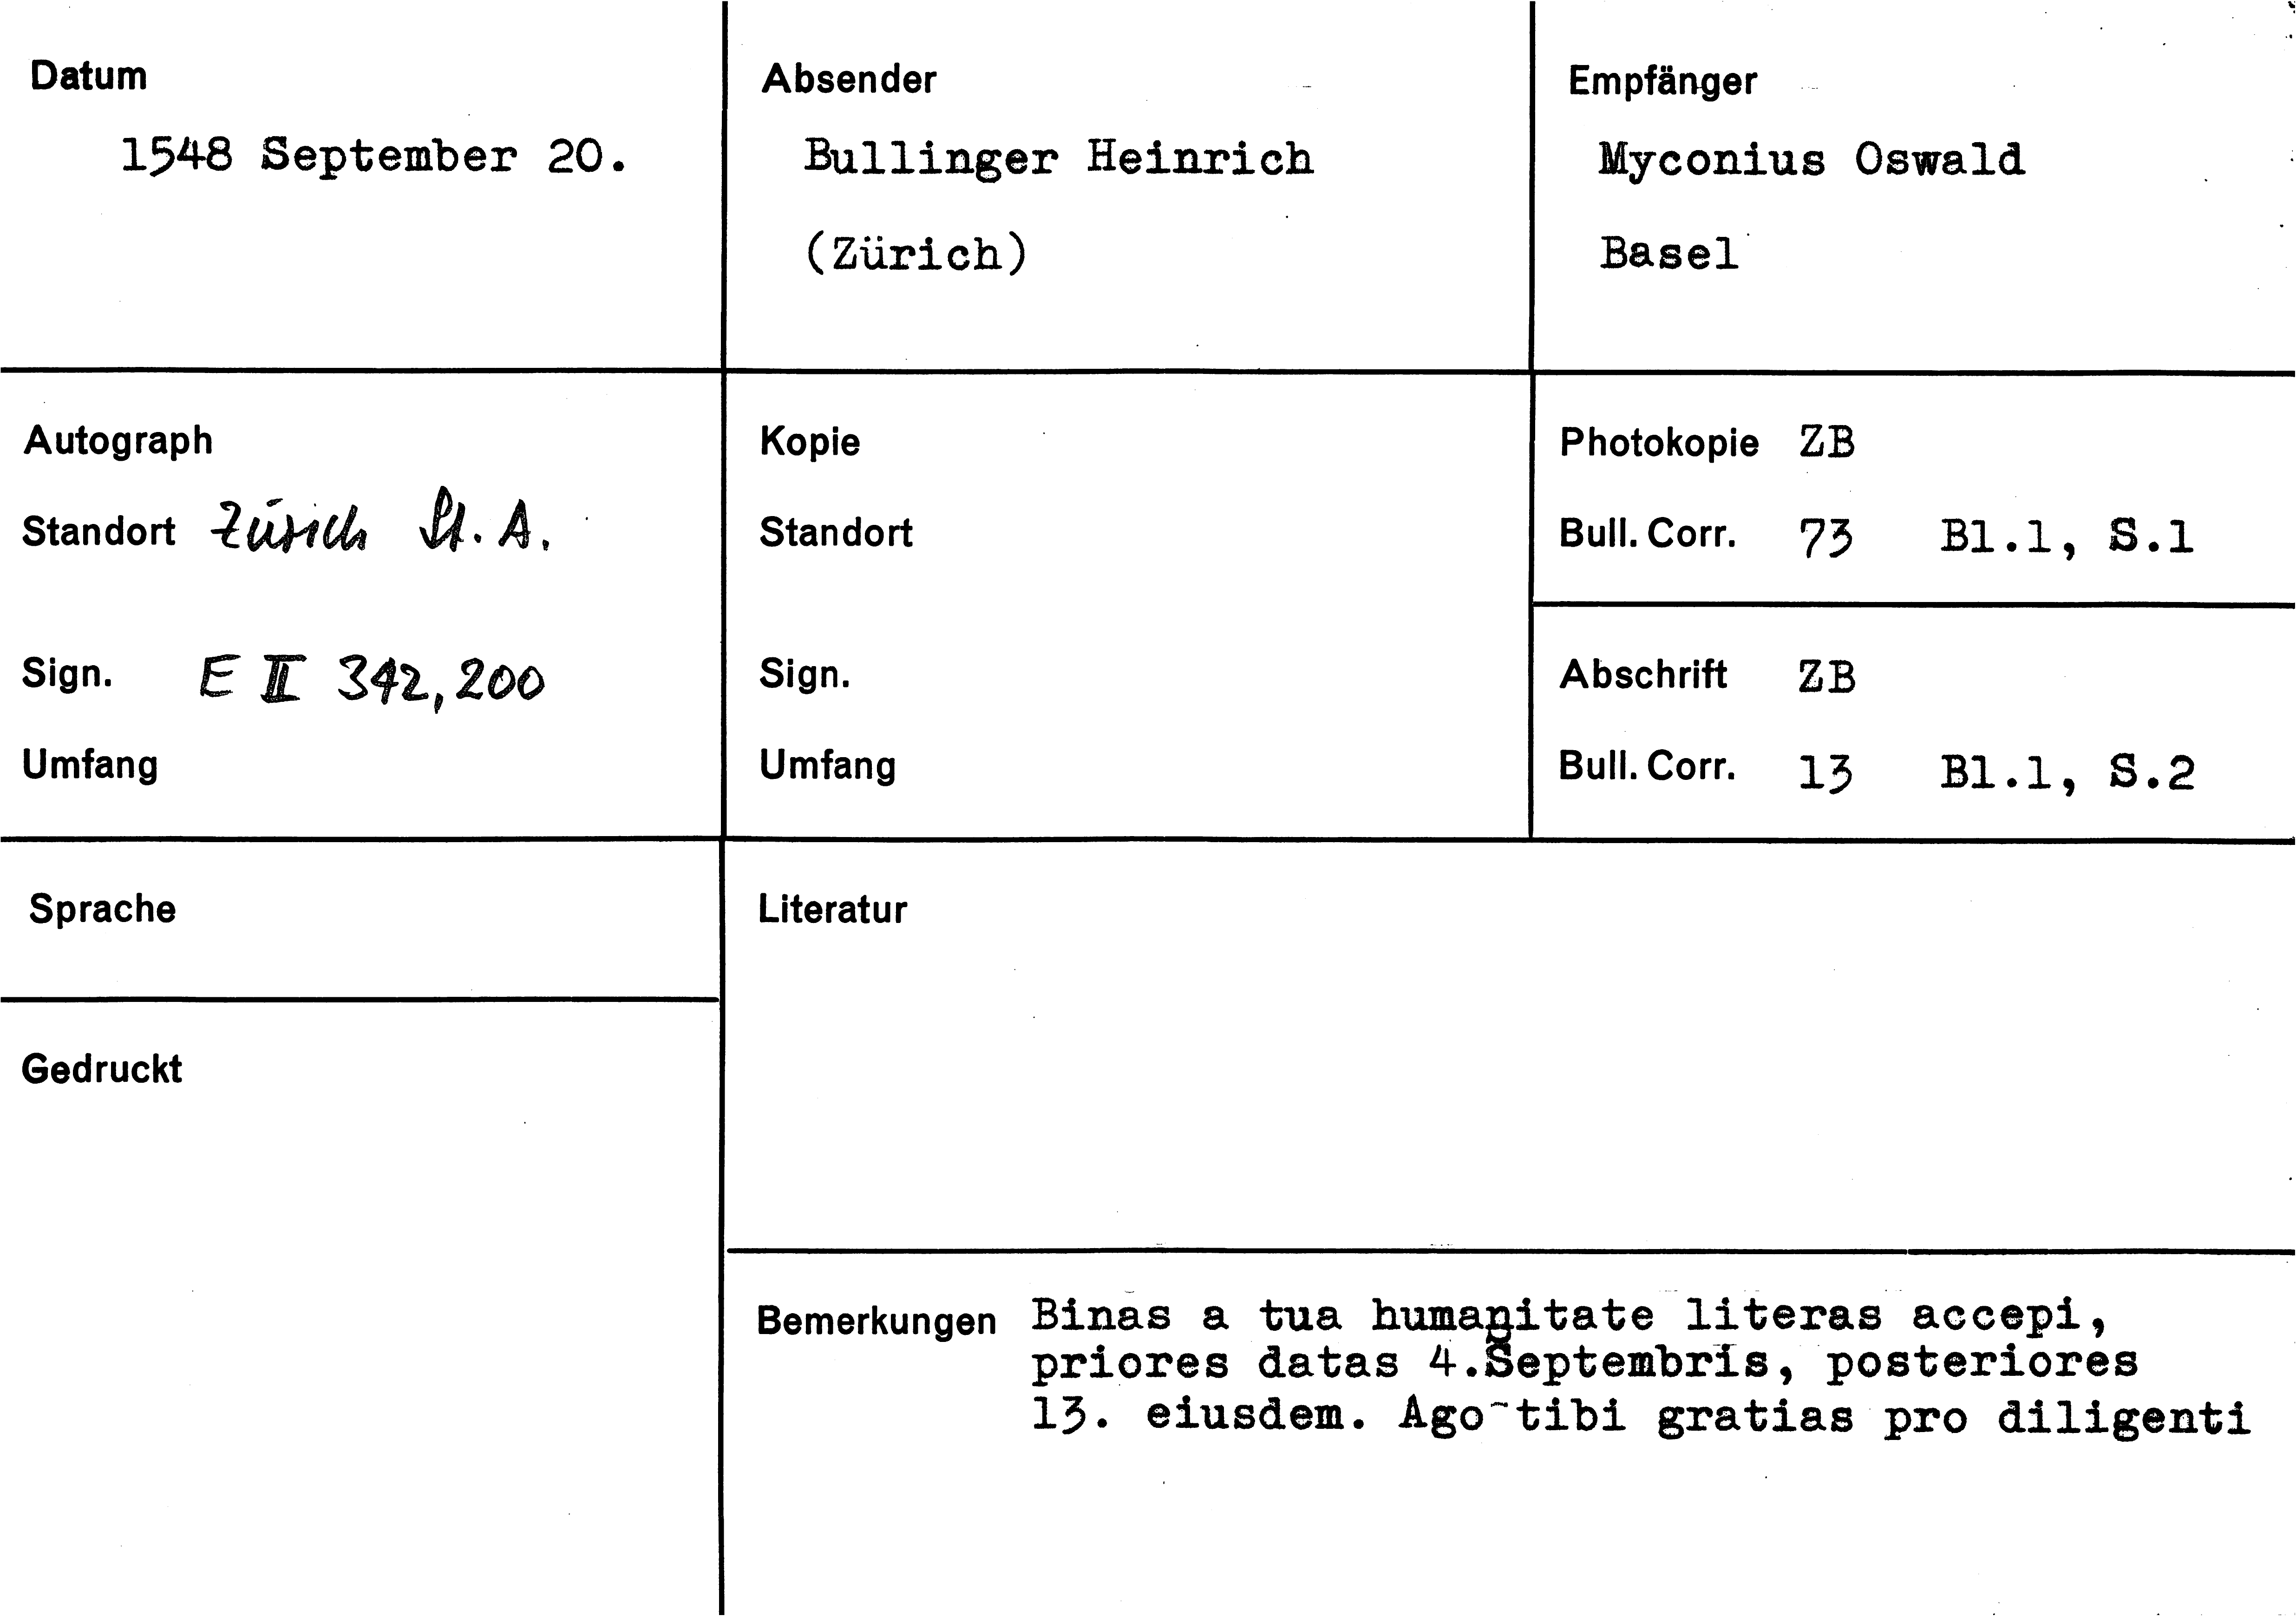 Datum
1548 September 20.
Absender
Bullinger Heinrich
(Zürich)
Empfänger
Myconius Oswald
Basel
Autograph
Standort Zürich St. A.
Sign. E II 342, 200
Umfang
Kopie
Standort
Sign.
Umfang
Photokopie ZB
Bull. Corr. 73 Bl.1, S.1
Abschrift ZB
Bull. Corr. 13 Bl.1, S.2
Sprache
Gedruckt
Literatur
Bemerkungen Binas a tua humanitate literas accepi,
priores datas 4.Septembris, posteriores
13. eiusdem. Ago tibi gratias pro diligenti